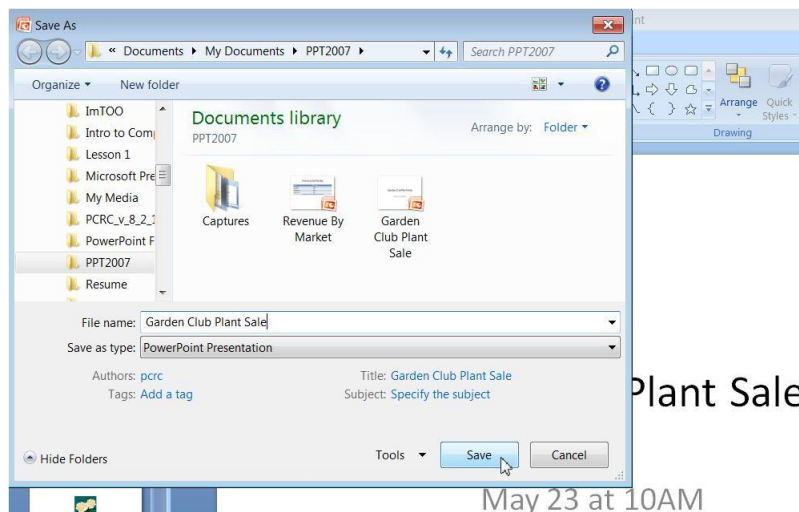 Save As
« Documents ▸ My Documents ▸ PPT2007 ▸
Search PPT2007
Organize
New folder
ImTOO
Intro to Com
Lesson 1
Microsoft Pre
My Media
PCRC_v_8_2_1
PowerPoint F
PPT2007
Resume
Documents library
PPT2007
Arrange by: Folder
Captures
Revenue By
Market
Garden
Club Plant
Sale
File name: Garden Club Plant Sale
Save as type: PowerPoint Presentation
Authors: pcrc
Title: Garden Club Plant Sale
Tags: Add a tag
Subject: Specify the subject
Hide Folders
Tools
Save
Cancel
Arrange
Quick
Styles
Drawing
Plant Sale
May 23 at 10AM